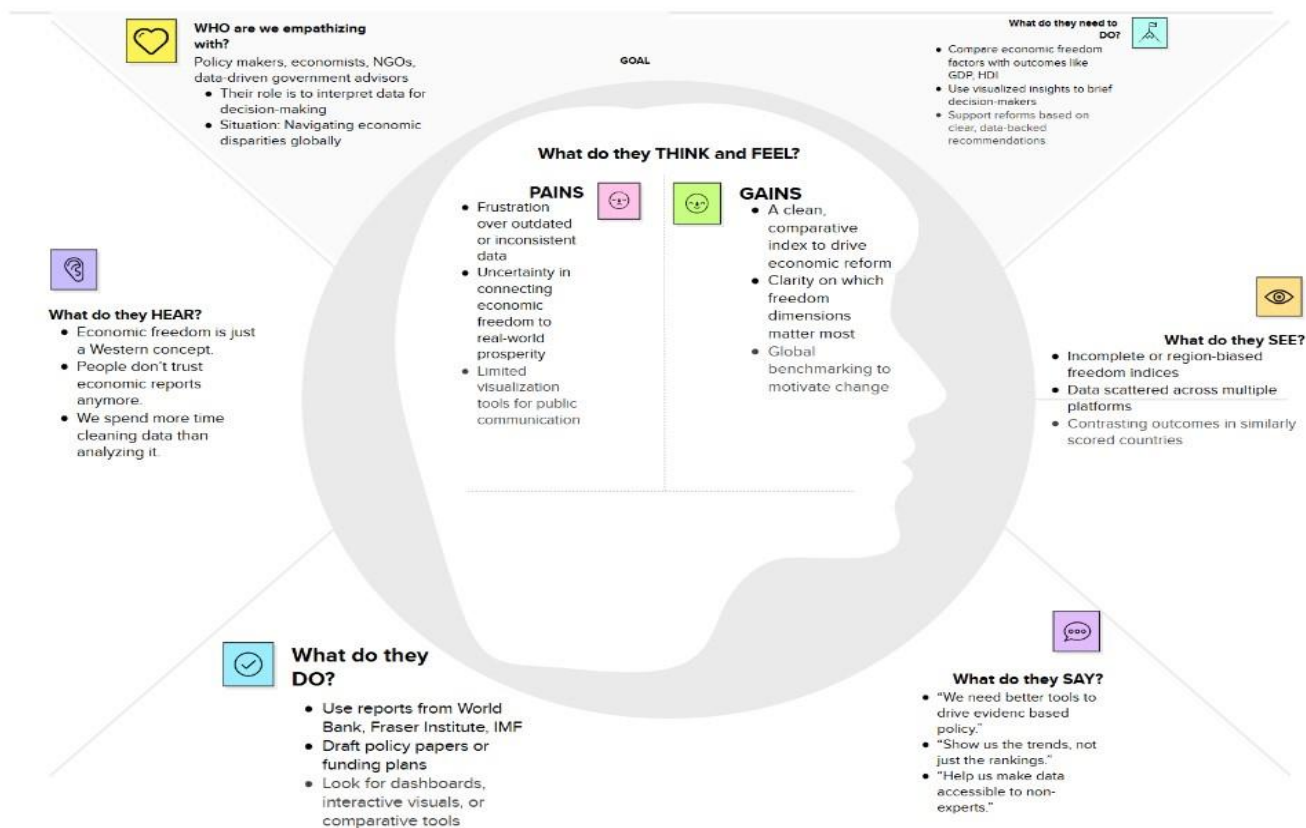 WHO are we empathizing
with?
Policy makers, economists, NGOs,
data-driven government advisors
• Their role is to interpret data for
decision-making
• Situation: Navigating economic
disparities globally
GOAL
What do they need to
DO?
• Compare economic freedom
factors with outcomes like
GDP, HDI
• Use visualized insights to brief
decision-makers
• Support reforms based on
clear, data-backed
recommendations
What do they THINK and FEEL?
PAINS
• Frustration
over outdated
or inconsistent
data
• Uncertainty in
connecting
economic
freedom to
real-world
prosperity
• Limited
visualization
tools for public
communication
GAINS
• A clean,
comparative
index to drive
economic reform
• Clarity on which
freedom
dimensions
matter most
• Global
benchmarking to
motivate change
What do they HEAR?
• Economic freedom is just
a Western concept.
• People don't trust
economic reports
anymore.
• We spend more time
cleaning data than
analyzing it.
What do they SEE?
• Incomplete or region-biased
freedom indices
• Data scattered across multiple
platforms
• Contrasting outcomes in similarly
scored countries
What do they
DO?
• Use reports from World
Bank, Fraser Institute, IMF
• Draft policy papers or
funding plans
• Look for dashboards,
interactive visuals, or
comparative tools
What do they SAY?
• "We need better tools to
drive evidenc based
policy."
• "Show us the trends, not
just the rankings."
• "Help us make data
accessible to non-
experts."